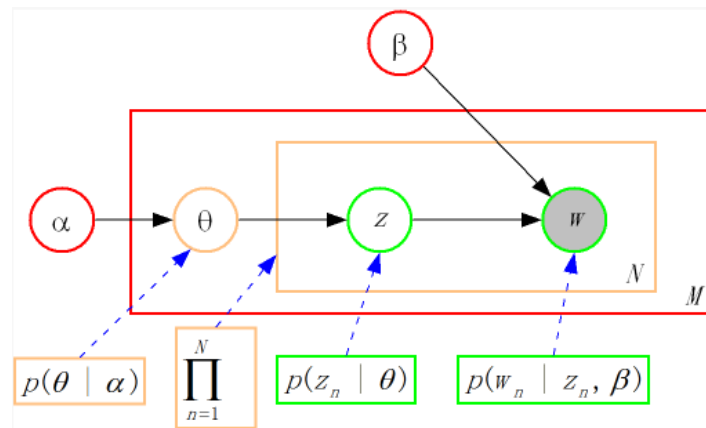 β
α
θ
z
w
N
M
p(θ | α)
N
∏
n=1
p(z_n | θ)
p(w_n | z_n, β)